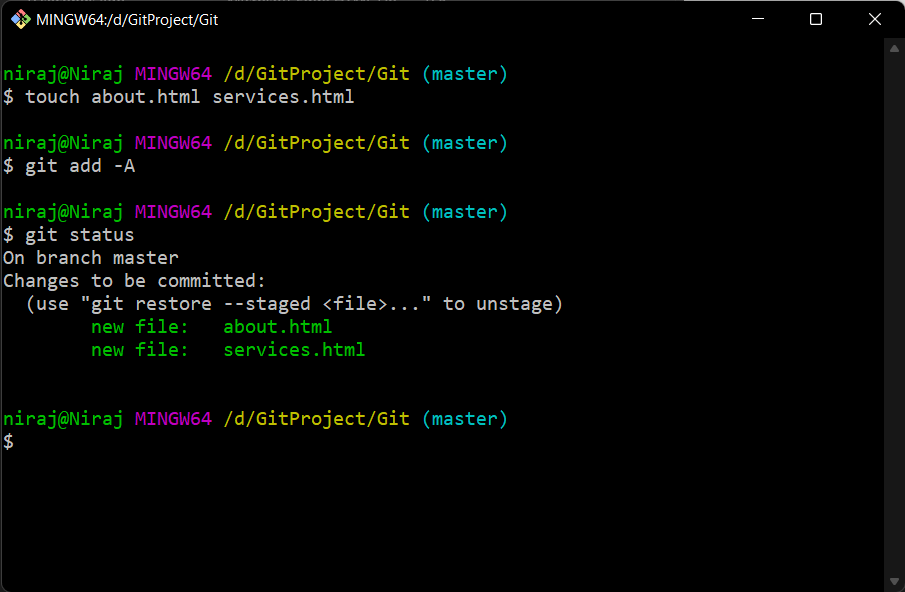 MINGW64:/d/GitProject/Git
niraj@Niraj MINGW64 /d/GitProject/Git (master)
$ touch about.html services.html
niraj@Niraj MINGW64 /d/GitProject/Git (master)
$ git add -A
niraj@Niraj MINGW64 /d/GitProject/Git (master)
$ git status
On branch master
Changes to be committed:
  (use "git restore --staged <file>..." to unstage)
        new file:   about.html
        new file:   services.html
niraj@Niraj MINGW64 /d/GitProject/Git (master)
$